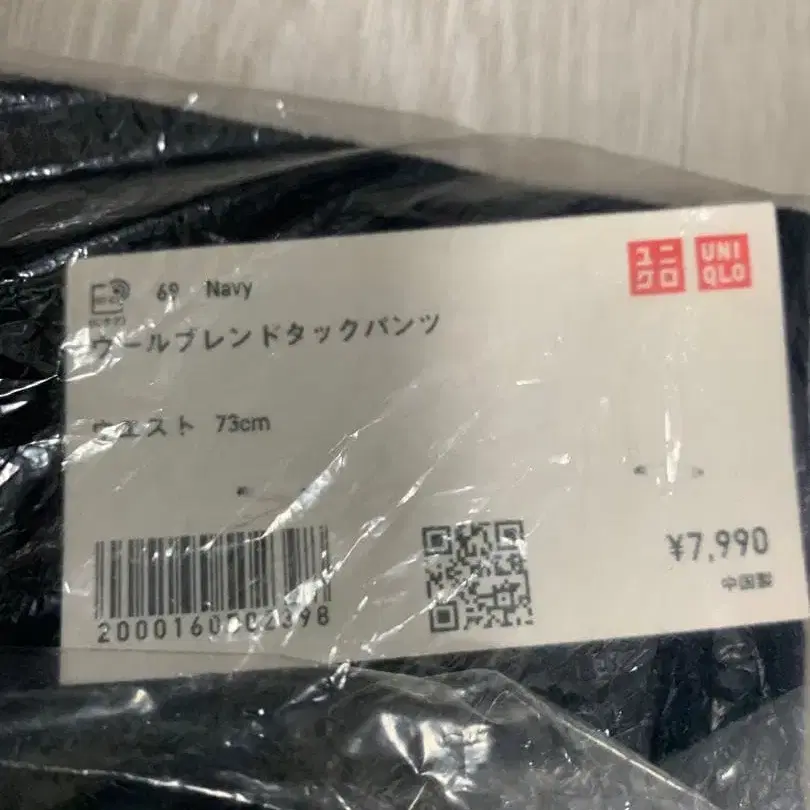 69 Navy
ユニ
クロ
UNI
QLO
ウールブレンドタックパンツ
ウエスト 73cm
¥7,990
中国製